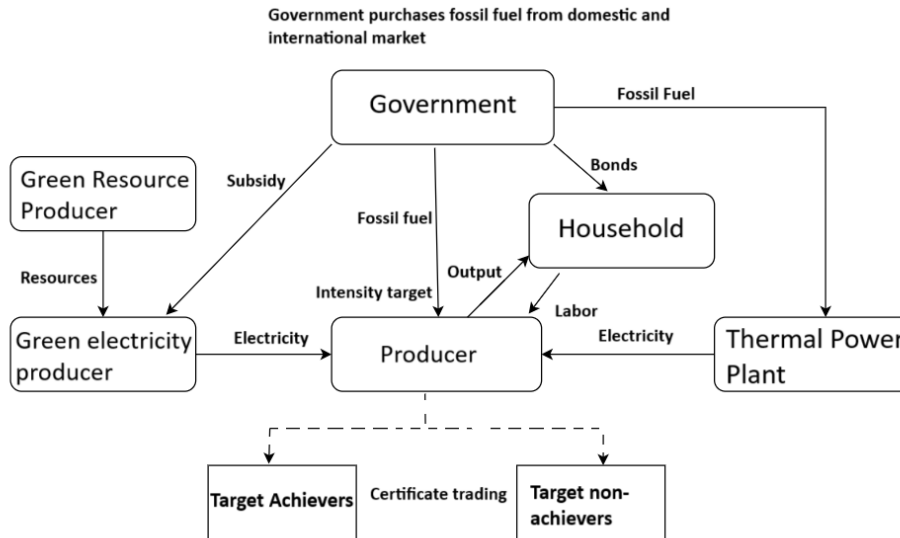 Government purchases fossil fuel from domestic and
international market
Government
Fossil Fuel
Bonds
Subsidy
Green Resource
Producer
Fossil fuel
Household
Resources
Output
Intensity target
Labor
Green electricity
producer
Electricity
Producer
Electricity
Thermal Power
Plant
Target Achievers
Certificate trading
Target non-
achievers